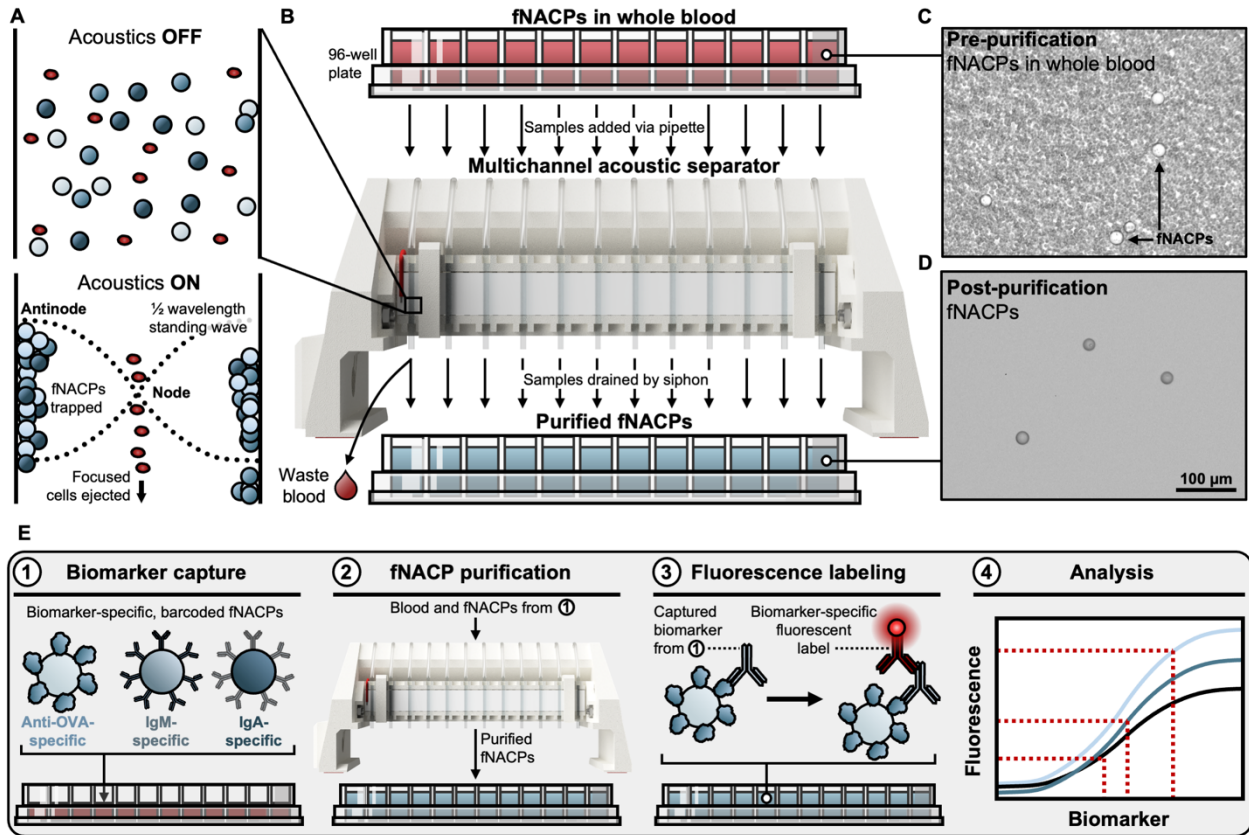 A
Acoustics OFF
Acoustics ON
Antinode
½ wavelength
standing wave
fNACPs
trapped
Node
Focused
cells ejected
B
fNACPs in whole blood
96-well
plate
Samples added via pipette
Multichannel acoustic separator
Samples drained by siphon
Purified fNACPs
Waste
blood
C
Pre-purification
fNACPs in whole blood
fNACPs
D
Post-purification
fNACPs
100 µm
E
1 Biomarker capture
Biomarker-specific, barcoded fNACPs
Anti-OVA-
specific
IgM-
specific
IgA-
specific
2 fNACP purification
Blood and fNACPs from 1
Purified
fNACPs
3 Fluorescence labeling
Captured
biomarker
from 1
Biomarker-specific
fluorescent
label
4 Analysis
Fluorescence
Biomarker